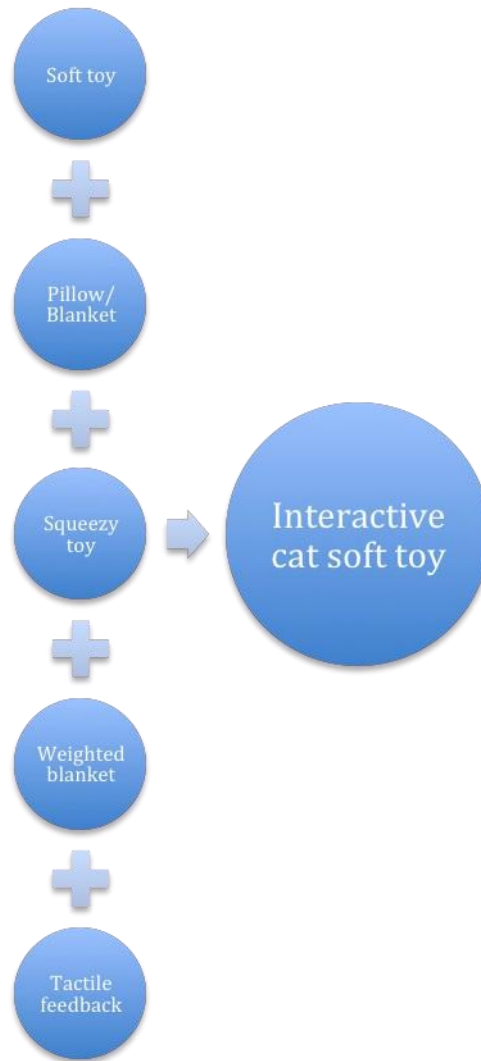 Soft toy
Pillow/
Blanket
Squeezy
toy
Interactive
cat soft toy
Weighted
blanket
Tactile
feedback